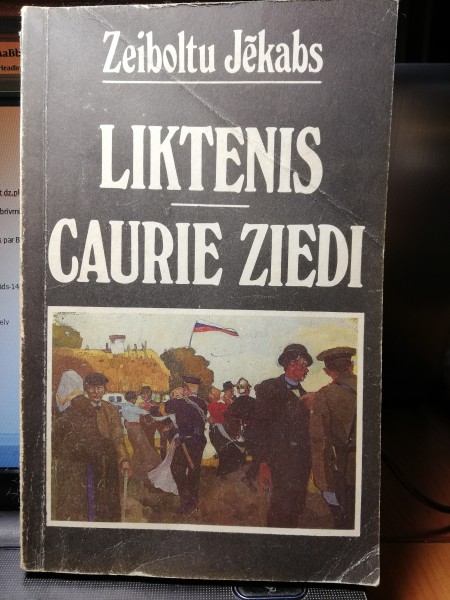 Zeiboltu Jēkabs
LIKTENIS
CAURIE ZIEDI